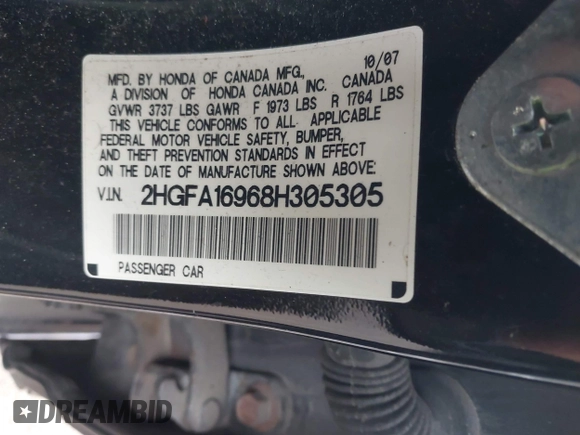 10/07
MFD. BY HONDA OF CANADA MFG.,
A DIVISION OF HONDA CANADA INC. CANADA
GVWR 3737 LBS GAWR F 1973 LBS R 1764 LBS
THIS VEHICLE CONFORMS TO ALL APPLICABLE
FEDERAL MOTOR VEHICLE SAFETY, BUMPER,
AND THEFT PREVENTION STANDARDS IN EFFECT
ON THE DATE OF MANUFACTURE SHOWN ABOVE:
V.I.N. 2HGFA16968H305305
PASSENGER CAR
DREAMBID